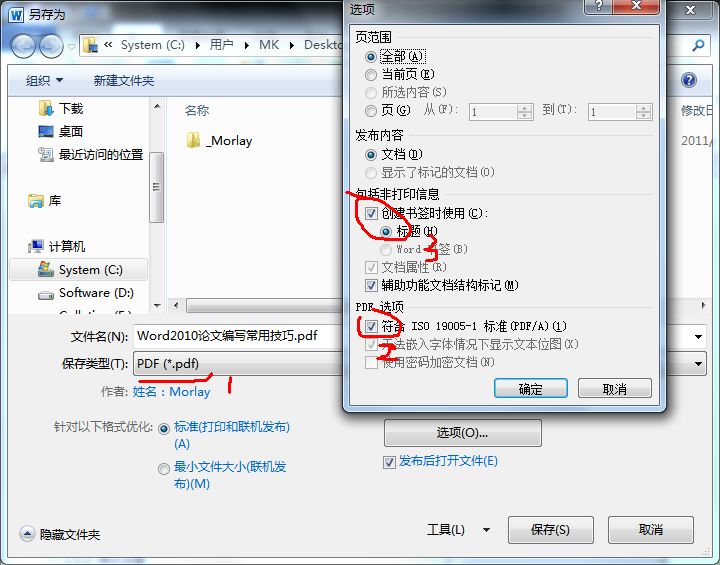 另存为
选项
« System (C:) ▸ 用户 ▸ MK ▸ Deskto
组织 新建文件夹
下载
桌面
最近访问的位置
库
计算机
System (C:)
Software (D:)
名称
修改日
_Morlay
2011/
文件名(N): Word2010论文编写常用技巧.pdf
保存类型(T): PDF (*.pdf)
1
作者: 姓名: Morlay
针对以下格式优化: 标准(打印和联机发布)
(A)
最小文件大小(联机发
布)(M)
选项(O)...
发布后打开文件(E)
隐藏文件夹
工具(L) 保存(S) 取消
页范围
全部(A)
当前页(E)
所选内容(S)
页(G) 从(F): 1 到(T): 1
发布内容
文档(D)
显示了标记的文档(O)
包括非打印信息
创建书签时使用(C):
标题(H)
3
Word 签(B)
文档属性(R)
辅助功能文档结构标记(M)
PDF 选项
符合 ISO 19005-1 标准(PDF/A)(1)
2
法嵌入字体情况下显示文本位图(X)
使用密码加密文档(N)
确定 取消